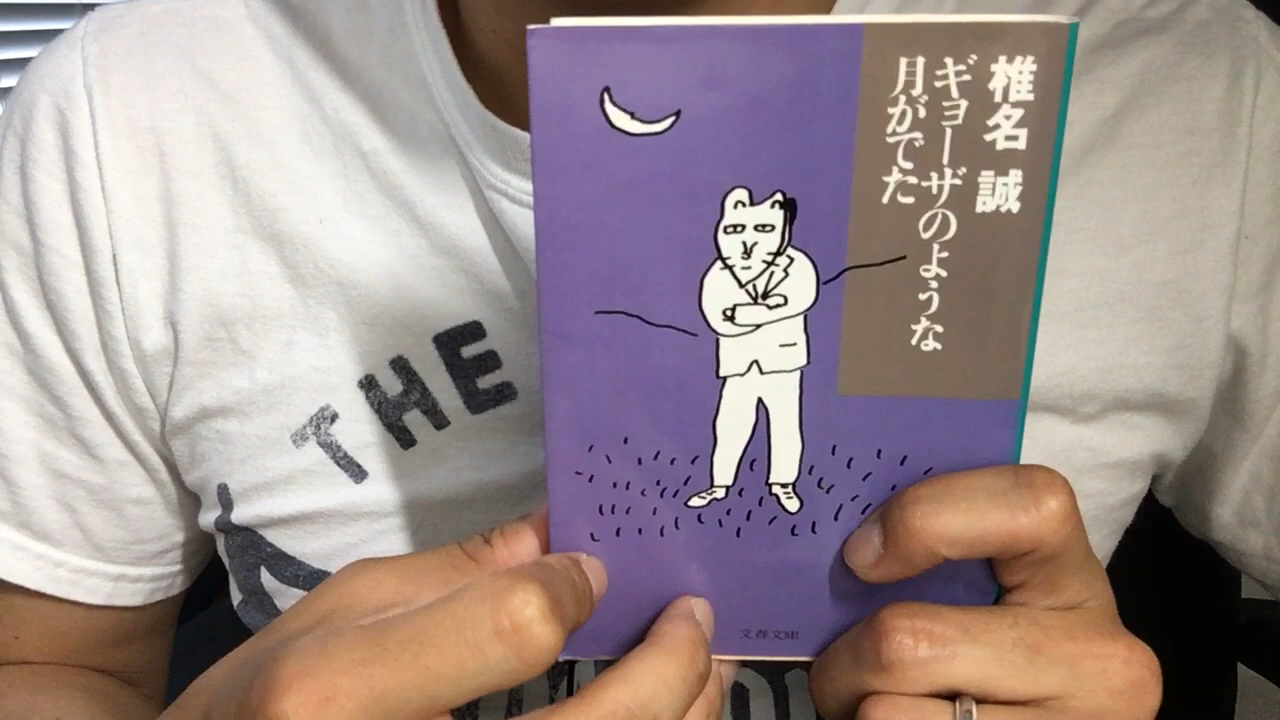 椎名 誠
ギョーザのような
月がでた
文春文庫
THE